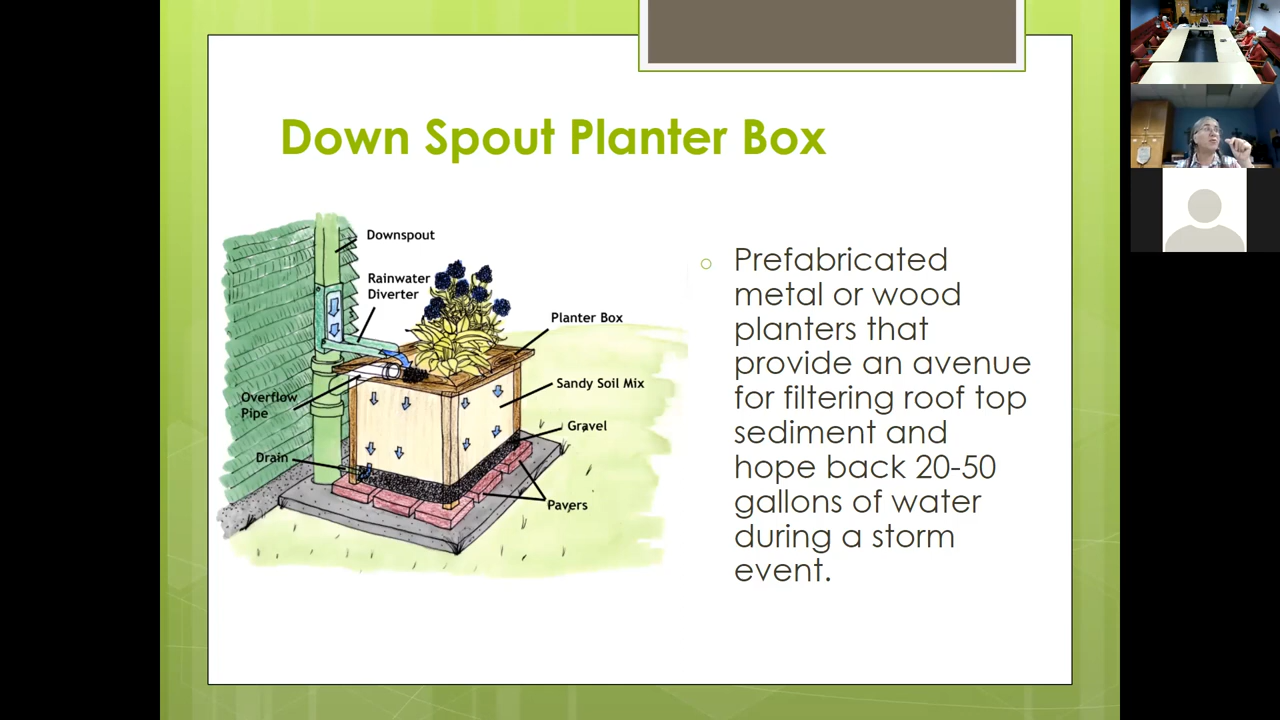 Down Spout Planter Box
Downspout
Rainwater
Diverter
Planter Box
Sandy Soil Mix
Overflow
Pipe
Gravel
Drain
Pavers
Prefabricated
metal or wood
planters that
provide an avenue
for filtering roof top
sediment and
hope back 20-50
gallons of water
during a storm
event.